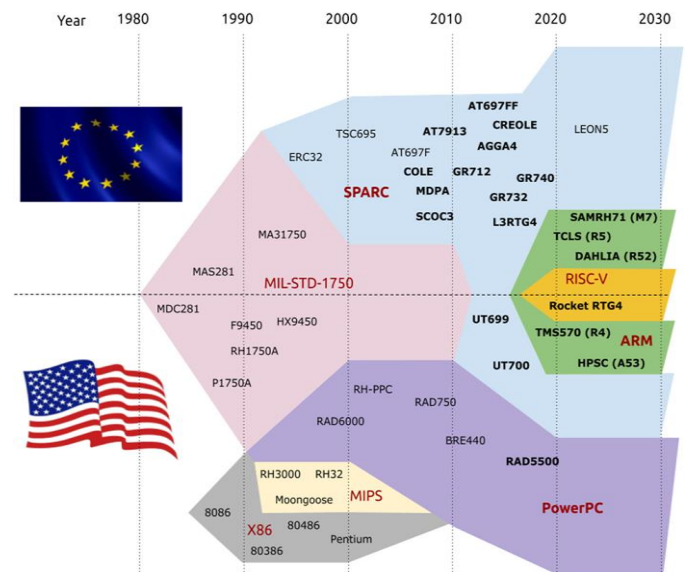 Year 1980 1990 2000 2010 2020 2030
AT697FF
CREOLE
TSC695 AT7913 LEON5
AGGA4
ERC32 AT697F
COLE GR712
GR740
SPARC MDPA
GR732
SCOC3 L3RTG4 SAMRH71 (M7)
MA31750 TCLS (R5)
DAHLIA (R52)
MAS281
MIL-STD-1750 RISC-V
MDC281 Rocket RTG4
HX9450 UT699
F9450 TMS570 (R4)
ARM
RH1750A
UT700 HPSC (A53)
P1750A RH-PPC
RAD750
RAD6000
BRE440
RAD5500
RH3000 RH32
MIPS
Moongoose
8086 PowerPC
X86 80486
Pentium
80386